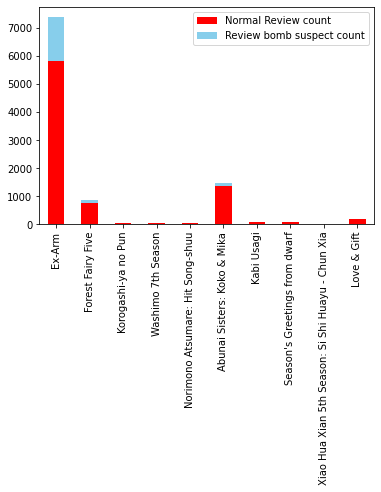 Normal Review count
Review bomb suspect count
7000
6000
5000
4000
3000
2000
1000
0
Ex-Arm
Forest Fairy Five
Korogashi-ya no Pun
Washimo 7th Season
Norimono Atsumare: Hit Song-shuu
Abunai Sisters: Koko & Mika
Kabi Usagi
Season's Greetings from dwarf
Xiao Hua Xian 5th Season: Si Shi Huayu - Chun Xia
Love & Gift